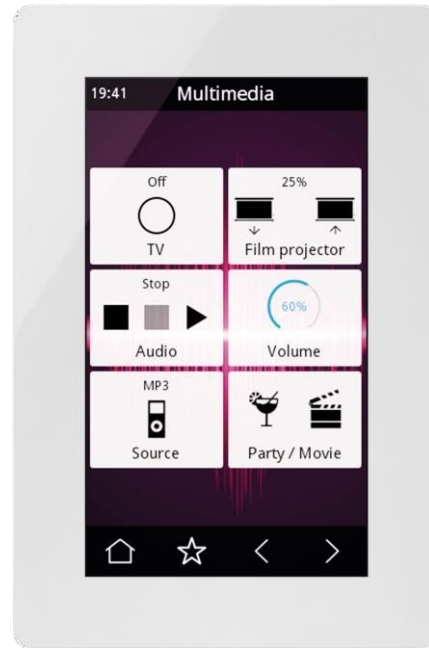 19:41 Multimedia
Off
TV
25%
Film projector
Stop
Audio
60%
Volume
MP3
Source
Party / Movie